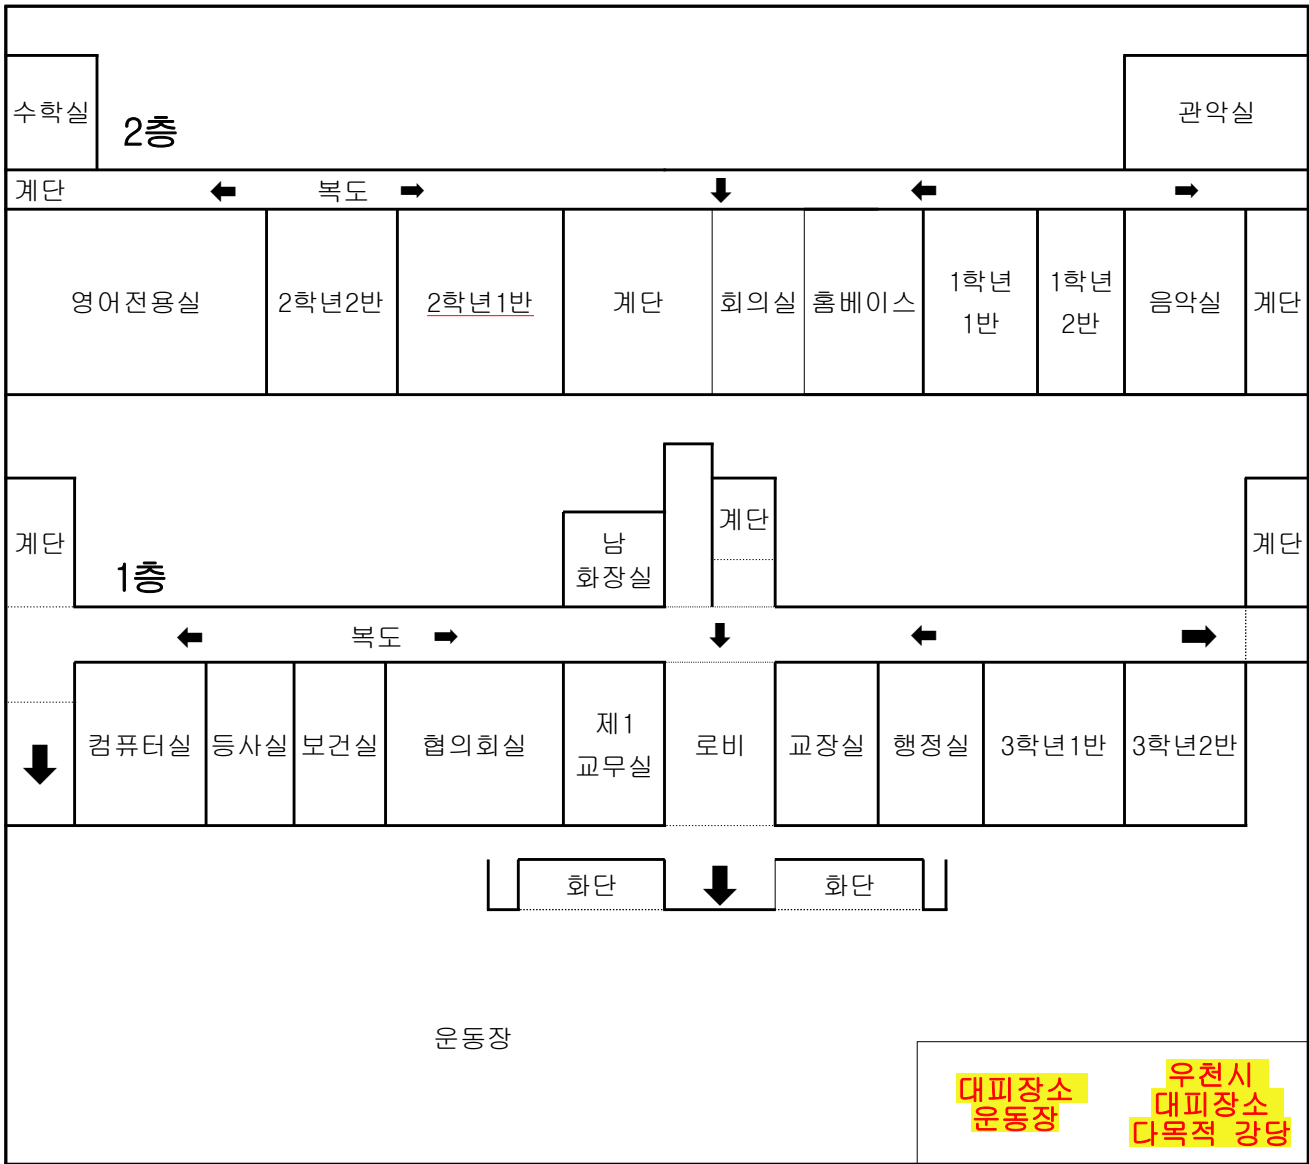 수학실
2층
관악실
계단
복도
영어전용실
2학년2반
2학년1반
계단
회의실
홈베이스
1학년
1반
1학년
2반
음악실
계단
계단
1층
남
화장실
계단
계단
복도
컴퓨터실
등사실
보건실
협의회실
제1
교무실
로비
교장실
행정실
3학년1반
3학년2반
화단
화단
운동장
대피장소
운동장
우천시
대피장소
다목적 강당